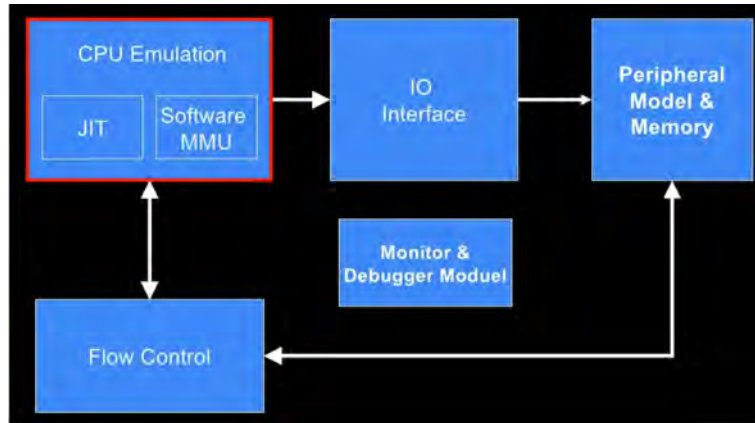 CPU Emulation
JIT
Software
MMU
IO
Interface
Peripheral
Model &
Memory
Monitor &
Debugger Moduel
Flow Control